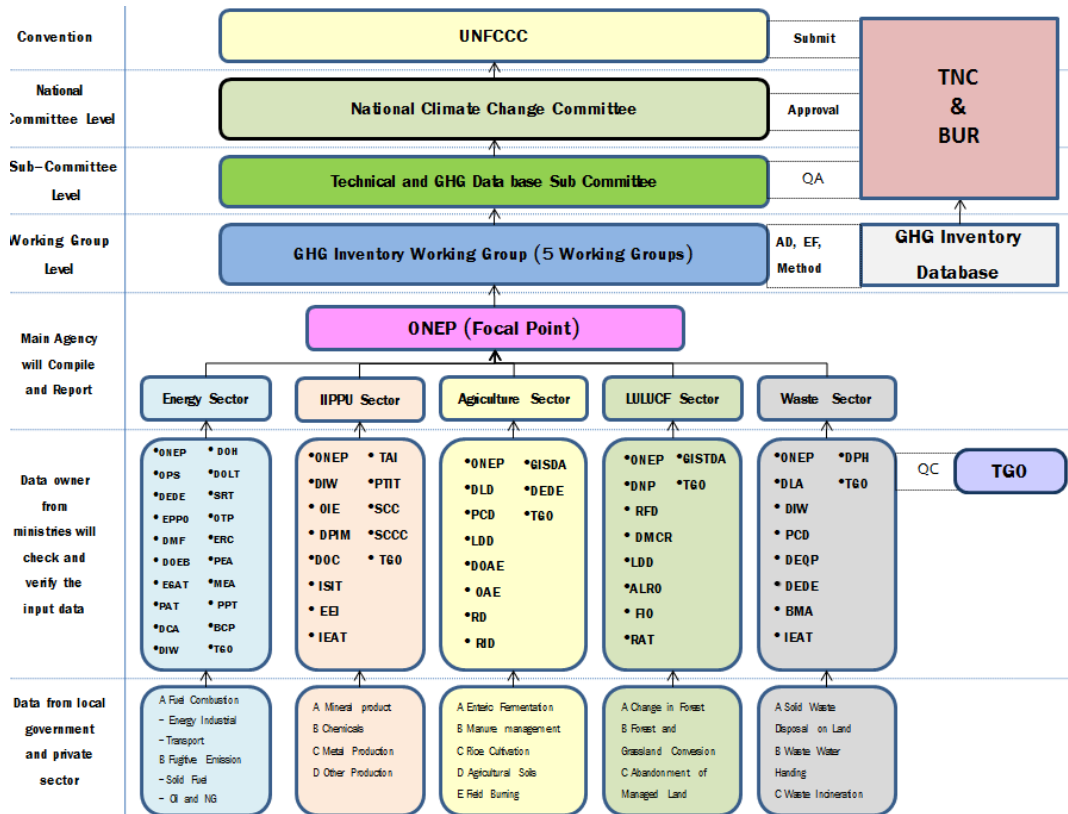 Convention
UNFCCC
Submit
TNC
&
BUR
National
Committee Level
National Climate Change Committee
Approval
Sub-Committee
Level
Technical and GHG Data base Sub Committee
QA
Working Group
Level
GHG Inventory Working Group (5 Working Groups)
AD, EF,
Method
GHG Inventory
Database
Main Agency
will Compile
and Report
ONEP (Focal Point)
Energy Sector
IIPPU Sector
Agiculture Sector
LULUCF Sector
Waste Sector
Data owner
from
ministries will
check and
verify the
input data
•ONEP
•OPS
•DEDE
•EPPO
•DMF
•DOEB
•EGAT
•PAT
•DCA
•DIW
•DOH
•DOLT
•SRT
•OTP
•ERC
•PEA
•MEA
•PPT
•BCP
•TGO
•ONEP
•DIW
•OIE
•DPIM
•DOC
•ISIT
•EEI
•IEAT
•TAI
•PTIT
•SCC
•SCCC
•TGO
•ONEP
•DLD
•PCD
•LDD
•DOAE
•OAE
•RD
•RID
•GISDA
•DEDE
•TGO
•ONEP
•DNP
•RFD
•DMCR
•LDD
•ALRO
•FIO
•RAT
•GISTDA
•TGO
•ONEP
•DLA
•DIW
•PCD
•DEQP
•DEDE
•BMA
•IEAT
•DPH
•TGO
QC
TGO
Data from local
government
and private
sector
A Fuel Combustion
- Energy Industrial
- Transport
B Fugitive Emission
- Solid Fuel
- Oil and NG
A Mineral product
B Chemicals
C Metal Production
D Other Production
A Enteric Fermentation
B Manure management
C Rice Cultivation
D Agricultural Soils
E Field Burning
A Change in Forest
B Forest and
Grassland Conversion
C Abandonment of
Managed Land
A Solid Waste
Disposal on Land
B Waste Water
Handing
C Waste Incineration